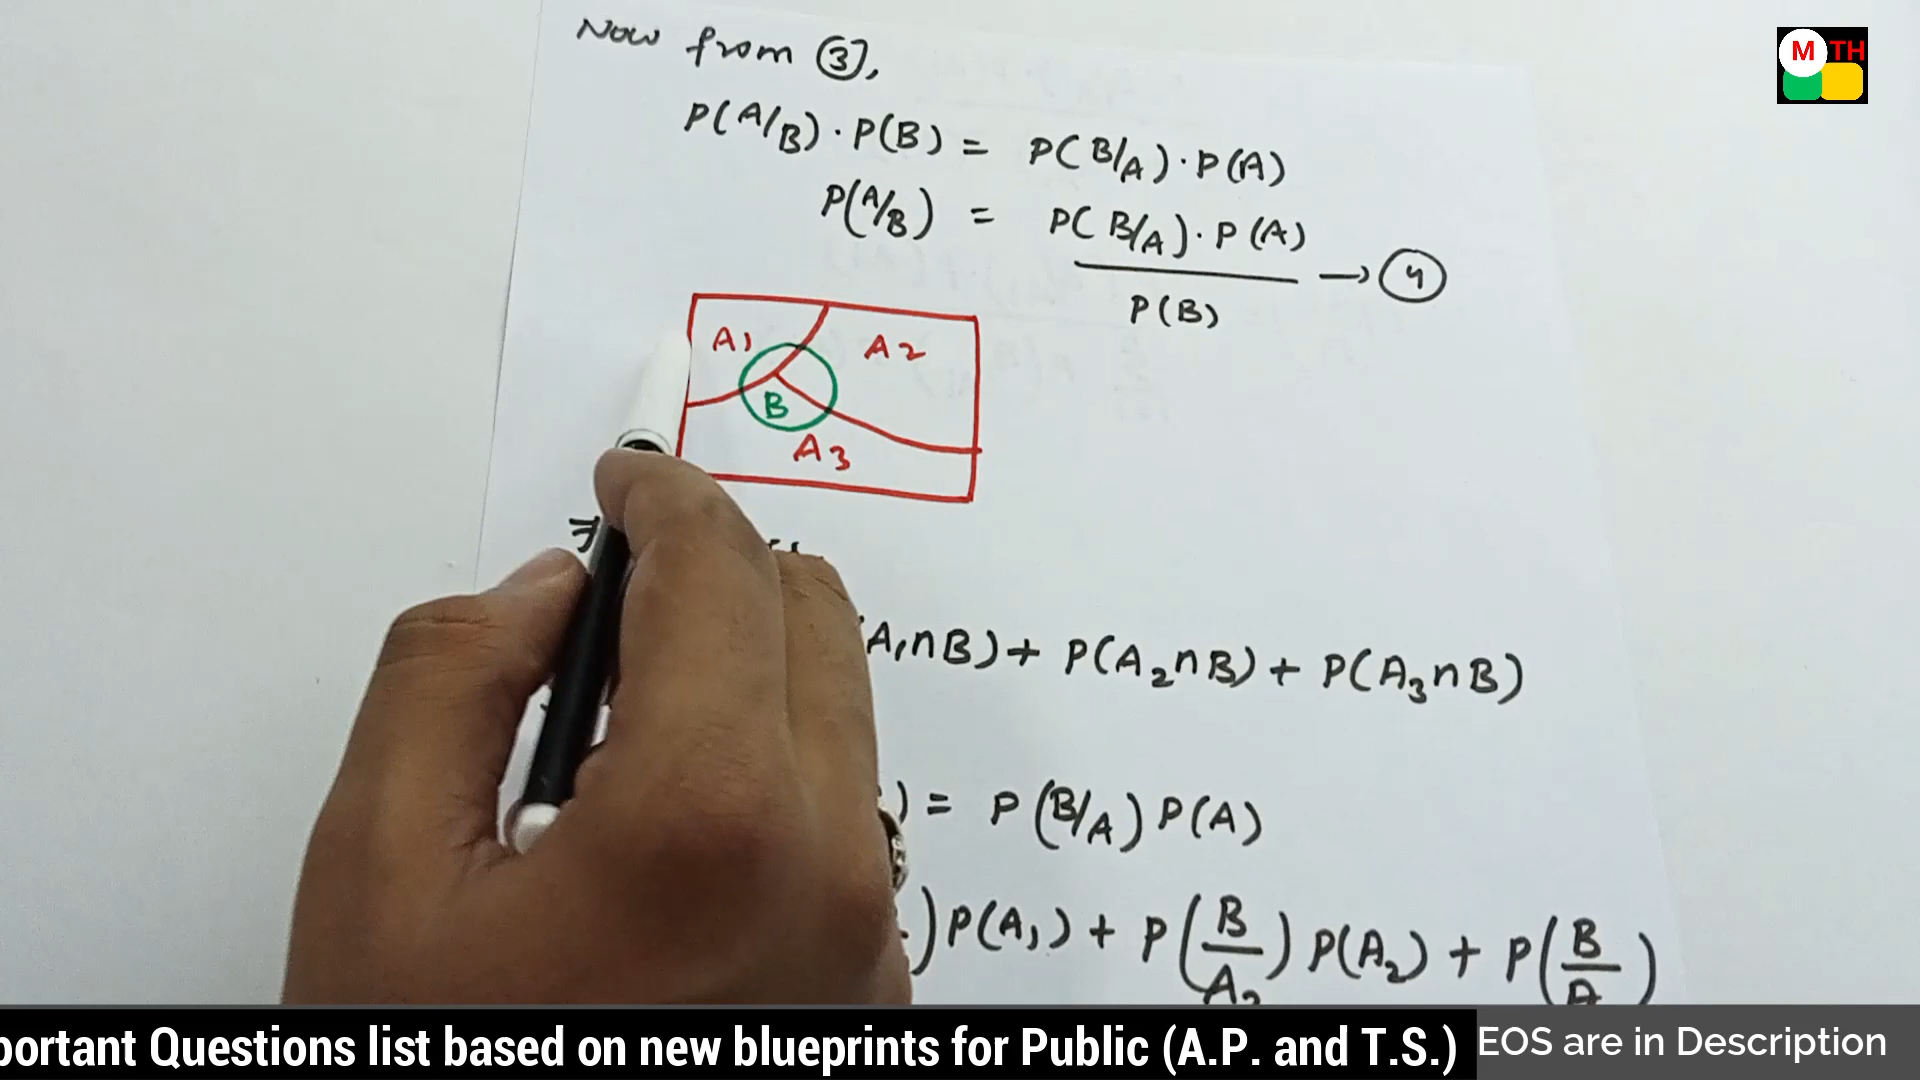 Now from ③,
M TH
P(A/B) · P(B) = P(B/A) · P(A)
P(A/B) = P(B/A) · P(A) / P(B) → ④
A1
A2
B
A3
A1∩B) + P(A2∩B) + P(A3∩B)
) = P(B/A) P(A)
) P(A1) + P(B/A2) P(A2) + P(B/A )
portant Questions list based on new blueprints for Public (A.P. and T.S.)
EOS are in Description